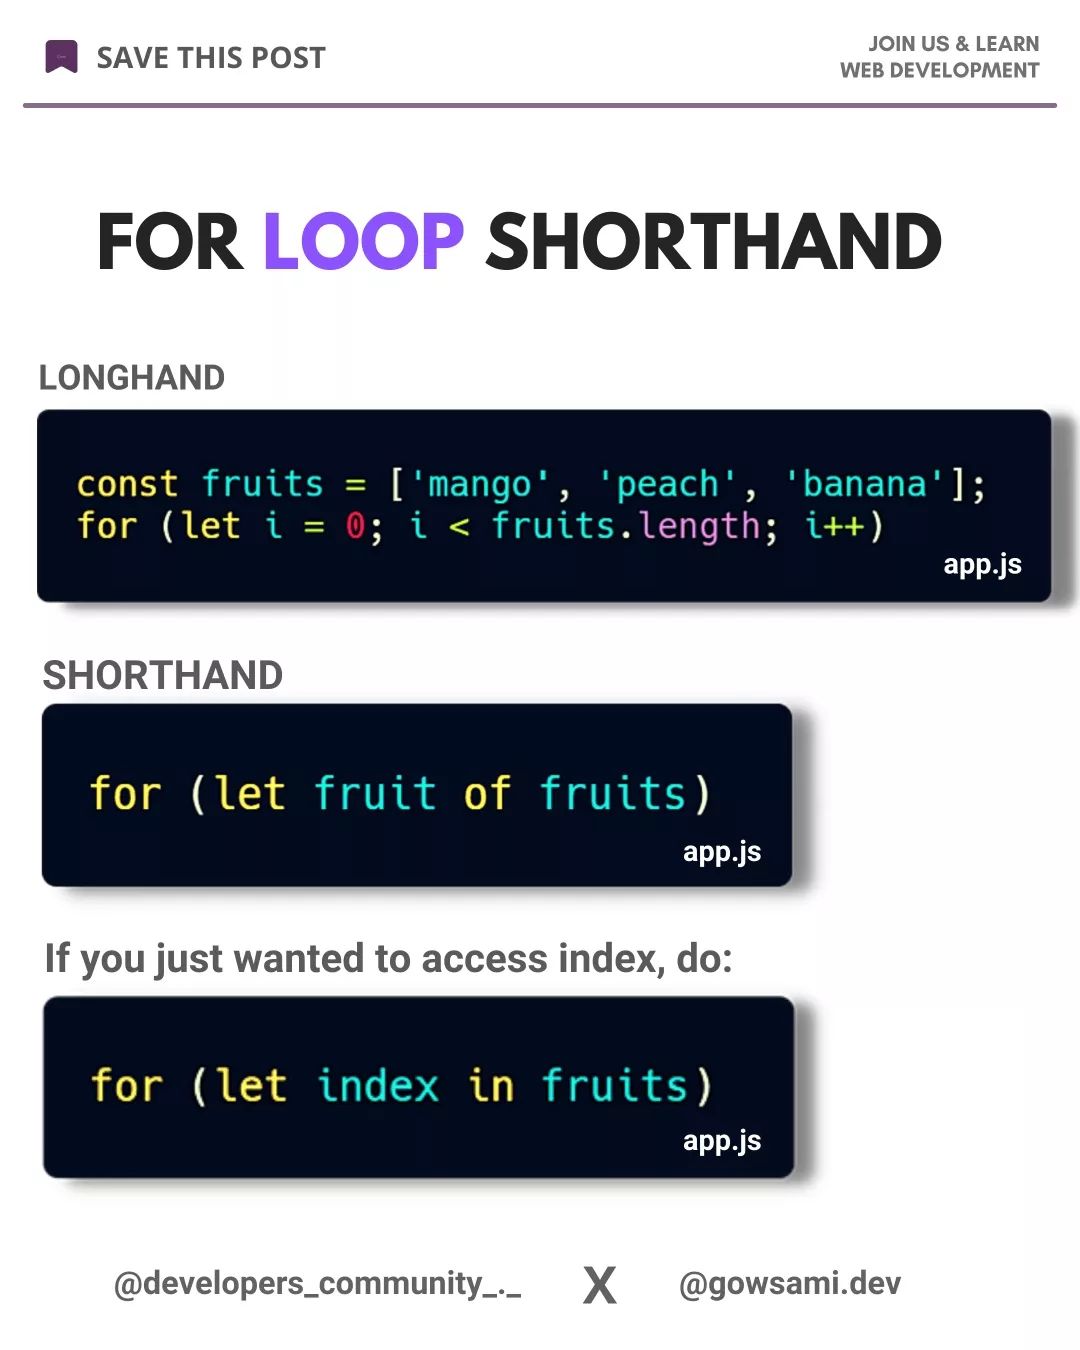 SAVE THIS POST
JOIN US & LEARN
WEB DEVELOPMENT
FOR LOOP SHORTHAND
LONGHAND
const fruits = ['mango', 'peach', 'banana'];
for (let i = 0; i < fruits.length; i++)
app.js
SHORTHAND
for (let fruit of fruits)
app.js
If you just wanted to access index, do:
for (let index in fruits)
app.js
@developers_community_._ X @gowsami.dev